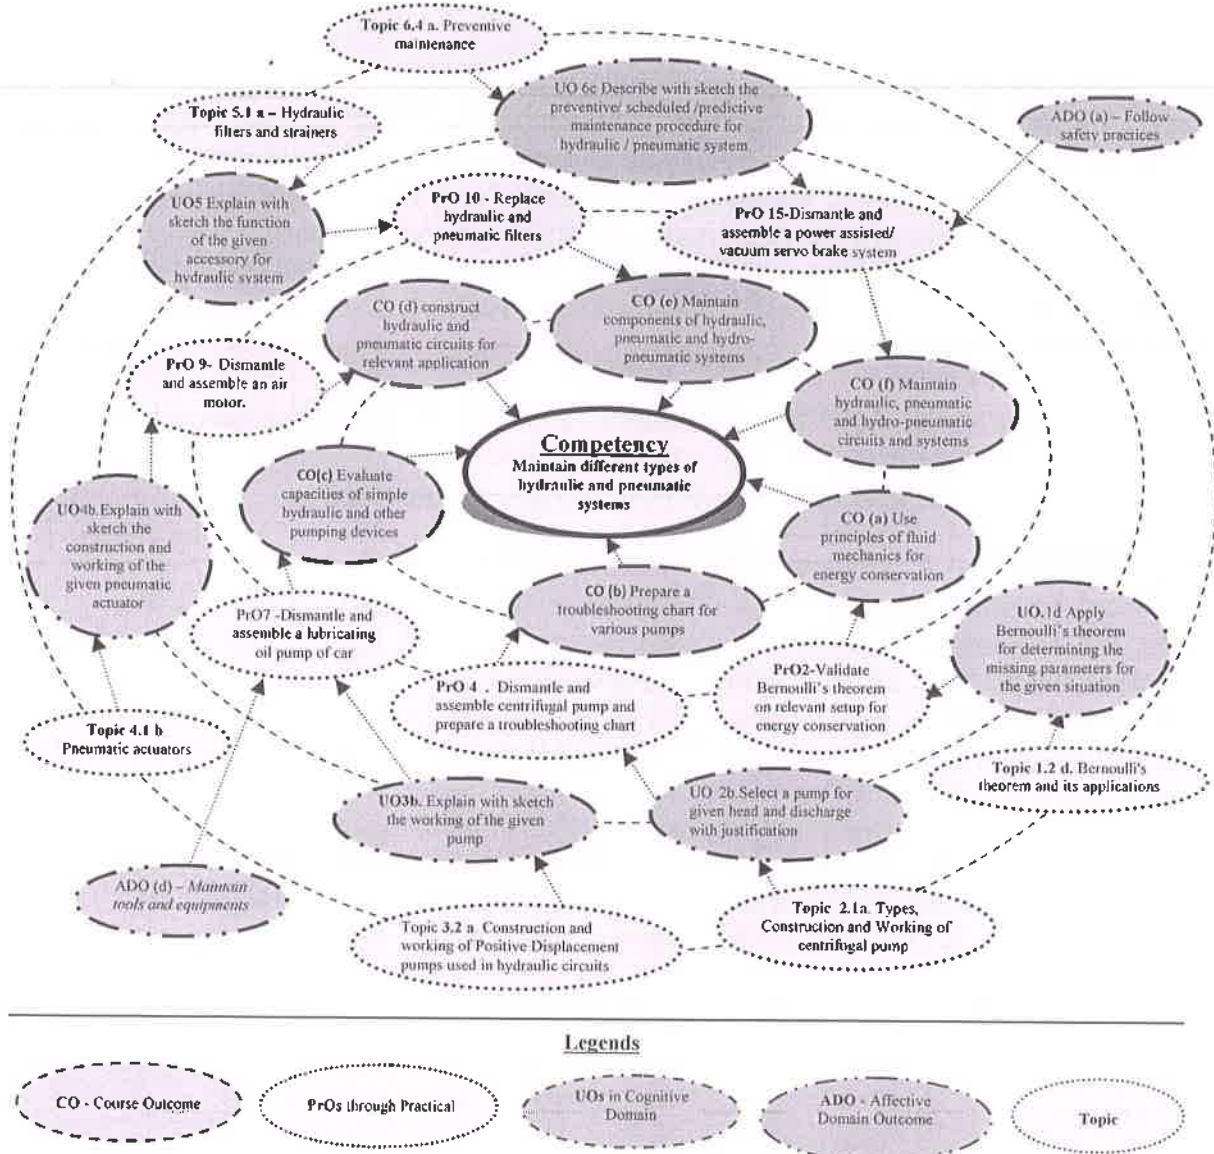 Topic 6.4 a. Preventive
maintenance
UO 6c Describe with sketch the
preventive/ scheduled /predictive
maintenance procedure for
hydraulic / pneumatic system
Topic 5.1 a – Hydraulic
filters and strainers
ADO (a) – Follow
safety practices
UO5 Explain with
sketch the function
of the given
accessory for
hydraulic system
PrO 10 - Replace
hydraulic and
pneumatic filters
PrO 15-Dismantle and
assemble a power assisted/
vacuum servo brake system
CO (d) construct
hydraulic and
pneumatic circuits for
relevant application
CO (e) Maintain
components of hydraulic,
pneumatic and hydro-
pneumatic systems
PrO 9- Dismantle
and assemble an air
motor.
CO (f) Maintain
hydraulic, pneumatic
and hydro-pneumatic
circuits and systems
Competency
Maintain different types of
hydraulic and pneumatic
systems
CO(c) Evaluate
capacities of simple
hydraulic and other
pumping devices
UO4b.Explain with
sketch the
construction and
working of the
given pneumatic
actuator
CO (a) Use
principles of fluid
mechanics for
energy conservation
CO (b) Prepare a
troubleshooting chart for
various pumps
PrO7 -Dismantle and
assemble a lubricating
oil pump of car
UO.1d Apply
Bernoulli's theorem
for determining the
missing parameters for
the given situation
PrO 4 . Dismantle and
assemble centrifugal pump and
prepare a troubleshooting chart
PrO2-Validate
Bernoulli's theorem
on relevant setup for
energy conservation
Topic 4.1 b
Pneumatic actuators
Topic 1.2 d. Bernoulli's
theorem and its applications
UO3b. Explain with sketch
the working of the given
pump
UO 2b.Select a pump for
given head and discharge
with justification
ADO (d) – Maintain
tools and equipments
Topic 3.2 a. Construction and
working of Positive Displacement
pumps used in hydraulic circuits
Topic 2.1a. Types,
Construction and Working of
centrifugal pump
Legends
CO - Course Outcome
PrOs through Practical
UOs in Cognitive
Domain
ADO - Affective
Domain Outcome
Topic